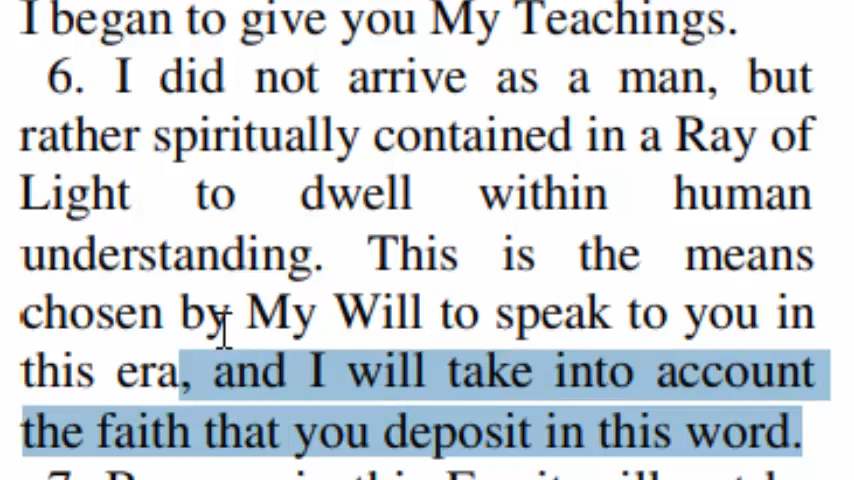 I began to give you My Teachings.
6. I did not arrive as a man, but
rather spiritually contained in a Ray of
Light to dwell within human
understanding. This is the means
chosen by My Will to speak to you in
this era, and I will take into account
the faith that you deposit in this word.